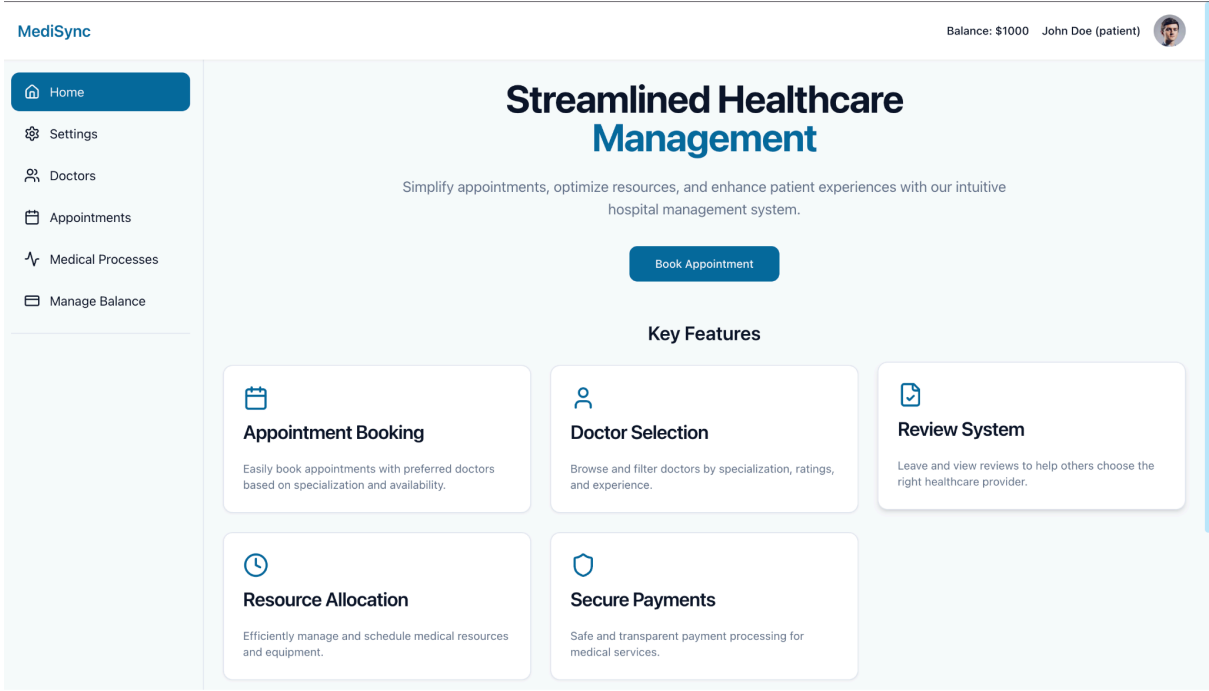 MediSync
Balance: $1000
John Doe (patient)
Home
Settings
Doctors
Appointments
Medical Processes
Manage Balance
Streamlined Healthcare
Management
Simplify appointments, optimize resources, and enhance patient experiences with our intuitive
hospital management system.
Book Appointment
Key Features
Appointment Booking
Easily book appointments with preferred doctors
based on specialization and availability.
Doctor Selection
Browse and filter doctors by specialization, ratings,
and experience.
Review System
Leave and view reviews to help others choose the
right healthcare provider.
Resource Allocation
Efficiently manage and schedule medical resources
and equipment.
Secure Payments
Safe and transparent payment processing for
medical services.